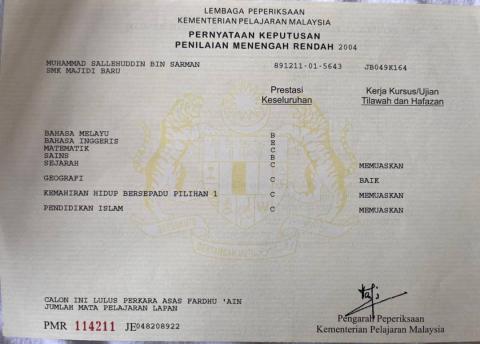 LEMBAGA PEPERIKSAAN
KEMENTERIAN PELAJARAN MALAYSIA
PERNYATAAN KEPUTUSAN
PENILAIAN MENENGAH RENDAH 2004
MUHAMMAD SALLEHUDDIN BIN SARMAN 891211-01-5643 JB049K164
SMK MAJIDI BARU
Prestasi Keseluruhan
Kerja Kursus/Ujian Tilawah dan Hafazan
BAHASA MELAYU B
BAHASA INGGERIS E
MATEMATIK C
SAINS B
SEJARAH C MEMUASKAN
GEOGRAFI C BAIK
KEMAHIRAN HIDUP BERSEPADU PILIHAN 1 C MEMUASKAN
PENDIDIKAN ISLAM C MEMUASKAN
CALON INI LULUS PERKARA ASAS FARDHU 'AIN
JUMLAH MATA PELAJARAN LAPAN
PMR 114211 JE048208922
Pengarah Peperiksaan
Kementerian Pelajaran Malaysia